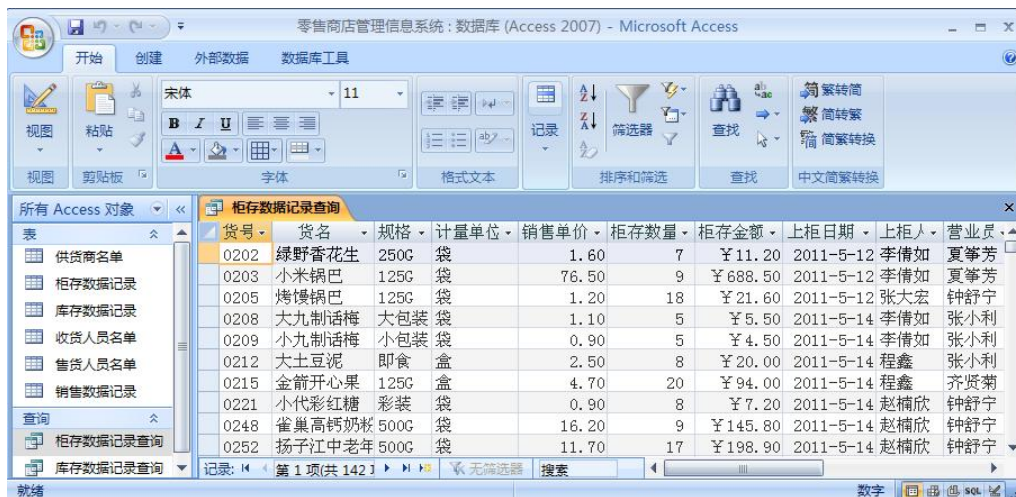 零售商店管理信息系统 : 数据库 (Access 2007) - Microsoft Access
开始 创建 外部数据 数据库工具
宋体 11
B I U
A
视图 粘贴 记录 筛选器 查找
繁转简
简转繁
简繁转换
视图 剪贴板 字体 格式文本 排序和筛选 查找 中文简繁转换
所有 Access 对象
表
供货商名单
柜存数据记录
库存数据记录
收货人员名单
售货人员名单
销售数据记录
查询
柜存数据记录查询
库存数据记录查询
柜存数据记录查询
货号 货名 规格 计量单位 销售单价 柜存数量 柜存金额 上柜日期 上柜人 营业员
0202 绿野香花生 250G 袋 1.60 7 ¥11.20 2011-5-12 李倩如 夏筝芳
0203 小米锅巴 125G 袋 76.50 9 ¥688.50 2011-5-12 李倩如 夏筝芳
0205 烤馒锅巴 125G 袋 1.20 18 ¥21.60 2011-5-12 张大宏 钟舒宁
0208 大九制话梅 大包装 袋 1.10 5 ¥5.50 2011-5-14 李倩如 张小利
0209 小九制话梅 小包装 袋 0.90 5 ¥4.50 2011-5-14 李倩如 张小利
0212 大土豆泥 即食 盒 2.50 8 ¥20.00 2011-5-14 程鑫 张小利
0215 金箭开心果 125G 盒 4.70 20 ¥94.00 2011-5-14 程鑫 齐贤菊
0221 小代彩红糖 彩装 袋 0.90 8 ¥7.20 2011-5-14 赵楠欣 钟舒宁
0248 雀巢高钙奶粉 500G 袋 16.20 9 ¥145.80 2011-5-14 赵楠欣 钟舒宁
0252 扬子江中老年 500G 袋 11.70 17 ¥198.90 2011-5-14 赵楠欣 钟舒宁
记录: 第 1 项(共 142 无筛选器 搜索
就绪 数字 SQL